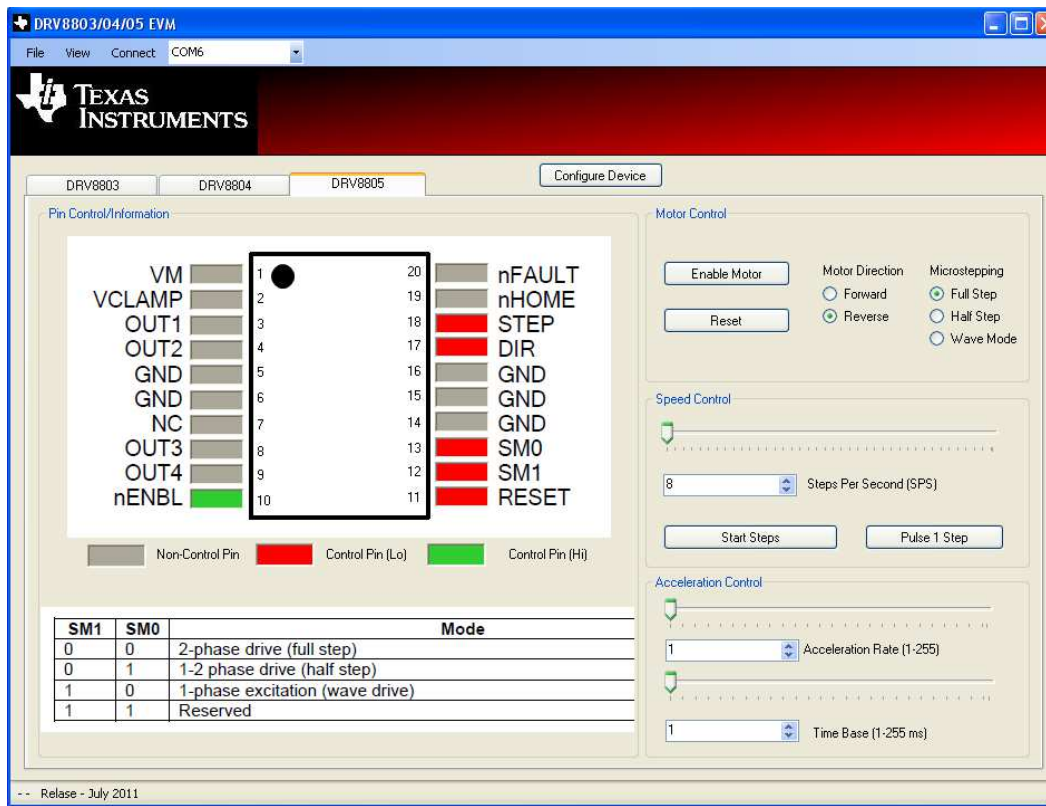 DRV8803/04/05 EVM
File View Connect COM6
TEXAS
INSTRUMENTS
DRV8803 DRV8804 DRV8805 Configure Device
Pin Control/Information
VM 1 20 nFAULT
VCLAMP 2 19 nHOME
OUT1 3 18 STEP
OUT2 4 17 DIR
GND 5 16 GND
GND 6 15 GND
NC 7 14 GND
OUT3 8 13 SM0
OUT4 9 12 SM1
nENBL 10 11 RESET
Non-Control Pin Control Pin (Lo) Control Pin (Hi)
SM1 SM0 Mode
0 0 2-phase drive (full step)
0 1 1-2 phase drive (half step)
1 0 1-phase excitation (wave drive)
1 1 Reserved
Motor Control
Enable Motor
Reset
Motor Direction
Forward
Reverse
Microstepping
Full Step
Half Step
Wave Mode
Speed Control
8 Steps Per Second (SPS)
Start Steps Pulse 1 Step
Acceleration Control
1 Acceleration Rate (1-255)
1 Time Base (1-255 ms)
-- Relase - July 2011